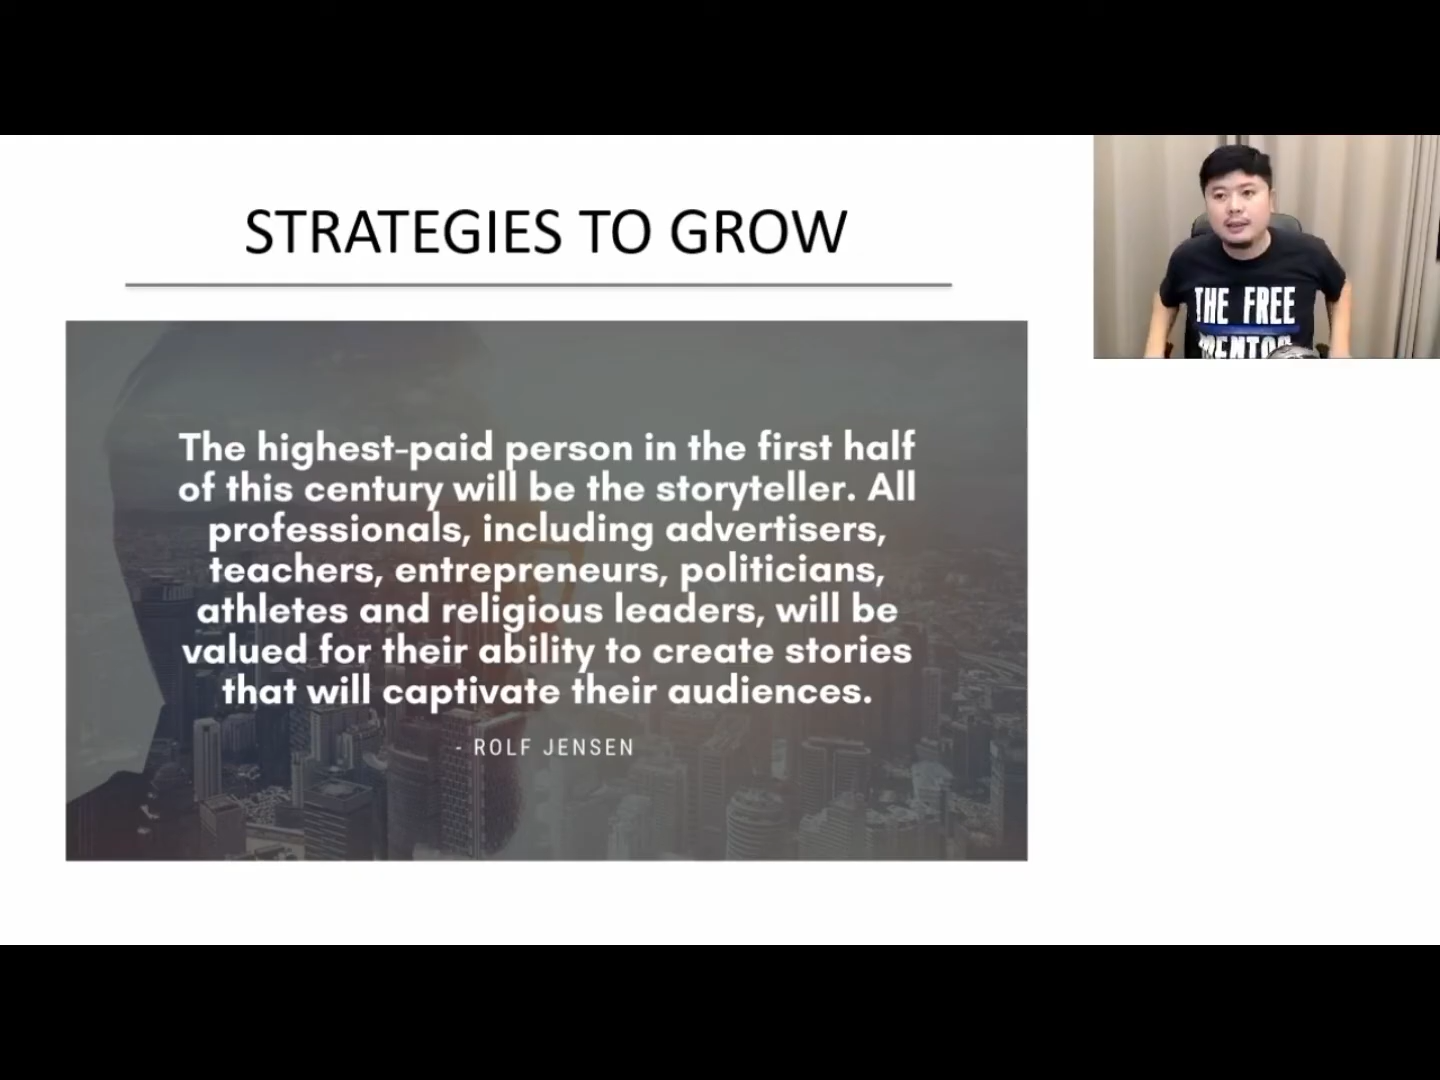 STRATEGIES TO GROW
The highest-paid person in the first half
of this century will be the storyteller. All
professionals, including advertisers,
teachers, entrepreneurs, politicians,
athletes and religious leaders, will be
valued for their ability to create stories
that will captivate their audiences.
- ROLF JENSEN
THE FREE
MENTOR